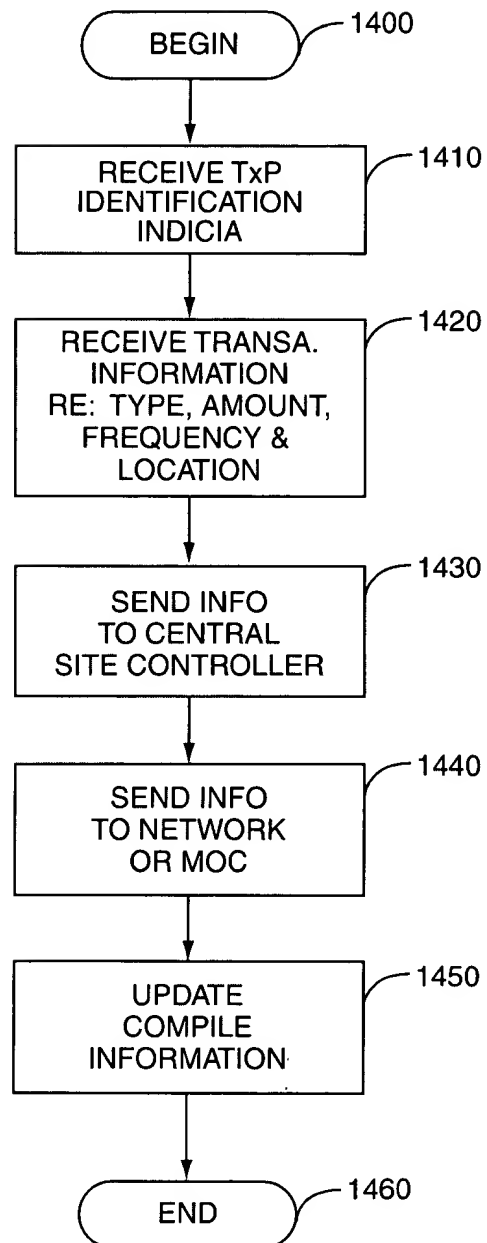 BEGIN
1400
RECEIVE TxP
IDENTIFICATION
INDICIA
1410
RECEIVE TRANSA.
INFORMATION
RE: TYPE, AMOUNT,
FREQUENCY &
LOCATION
1420
SEND INFO
TO CENTRAL
SITE CONTROLLER
1430
SEND INFO
TO NETWORK
OR MOC
1440
UPDATE
COMPILE
INFORMATION
1450
END
1460